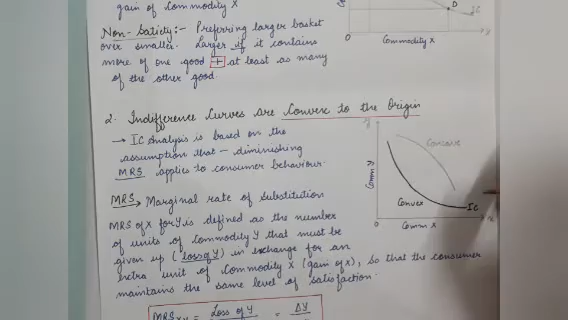 gain of Commodity X
Non-Satiety:- Preferring larger basket
over smaller. Larger if it contains
more of one good + at least as many
of the other good.
D
IC
O
Commodity X
2. Indifference Curves are Convex to the Origin
→ IC Analysis is based on the
assumption that - diminishing
MRS applies to consumer behaviour.
MRS → Marginal rate of Substitution
MRS of X for Y is defined as the number
of units of Commodity Y that must be
given up (loss of Y) in exchange for an
extra unit of Commodity X (gain of X), so that the consumer
maintains the same level of satisfaction.
Y
Comm Y
Concave
Convex
IC
O
Comm X
X
MRSxy = Loss of Y = ΔY